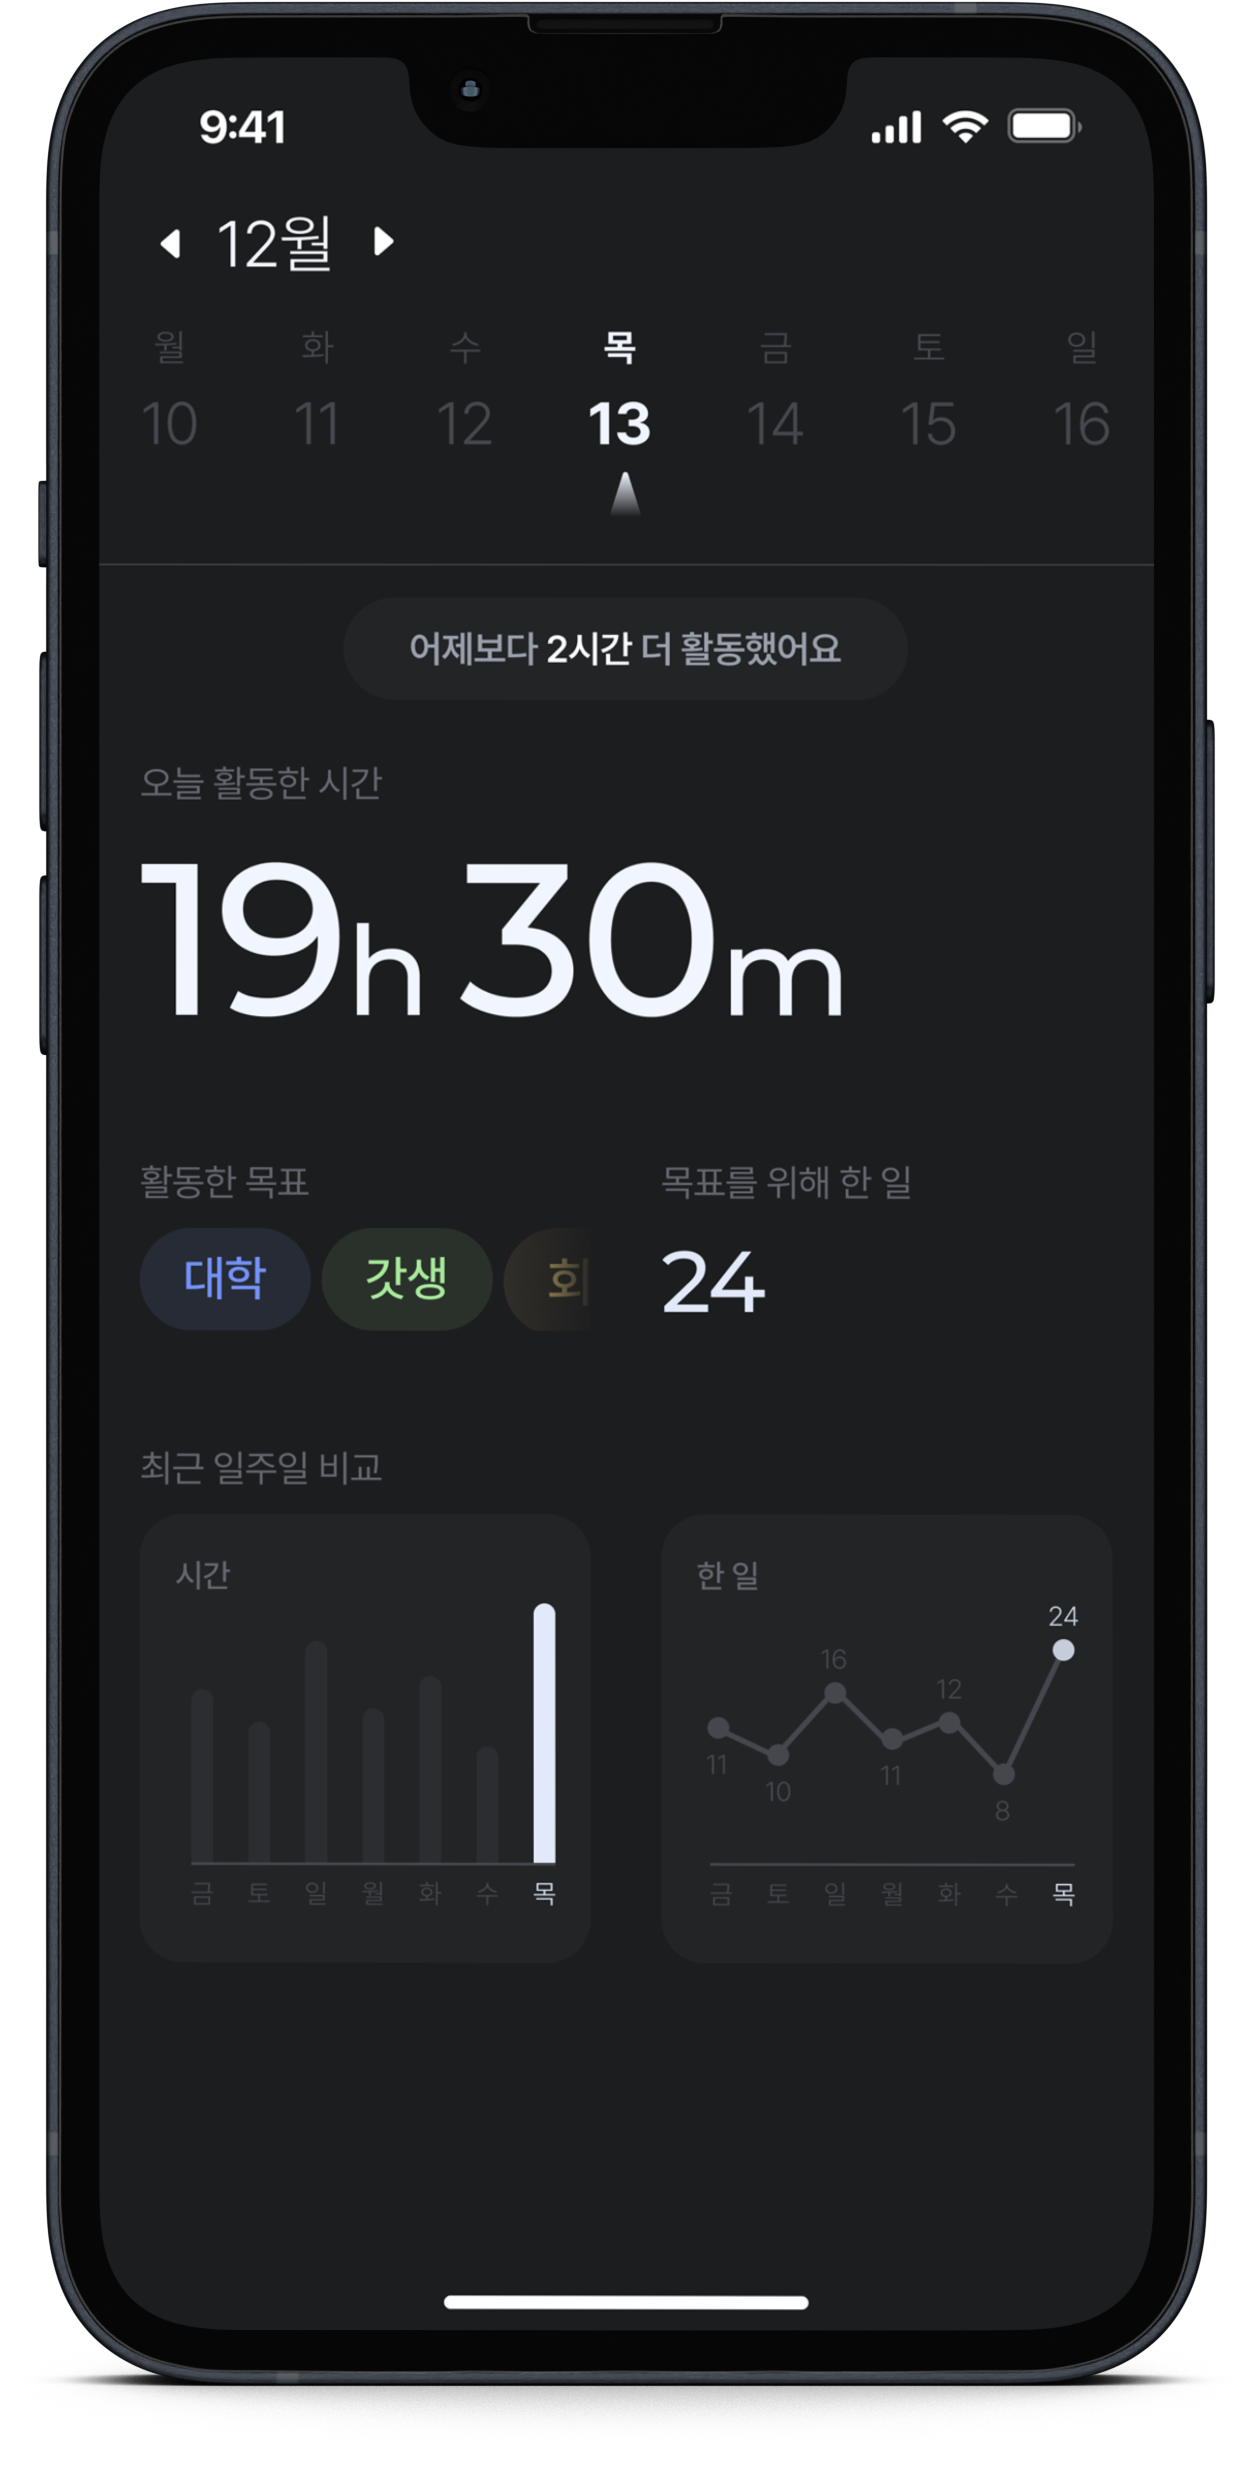 9:41
12월
월 화 수 목 금 토 일
10 11 12 13 14 15 16
어제보다 2시간 더 활동했어요
오늘 활동한 시간
19h 30m
활동한 목표
대학 갓생 회
목표를 위해 한 일
24
최근 일주일 비교
시간
금 토 일 월 화 수 목
한 일
11 10 16 11 12 8 24
금 토 일 월 화 수 목